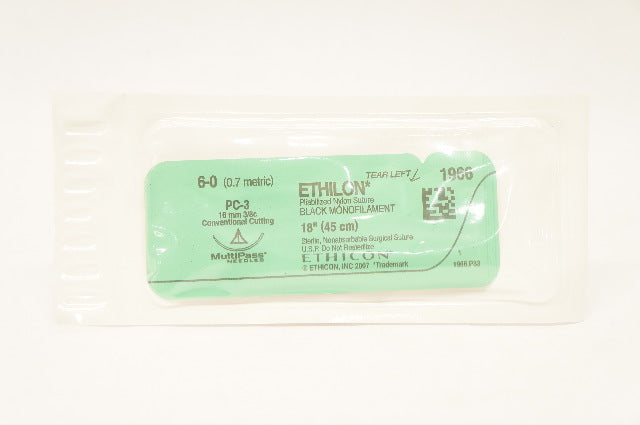 6-0 (0.7 metric)
PC-3
16 mm 3/8c
Conventional Cutting
MultiPass*
NEEDLES
TEAR LEFT
ETHILON*
Pliabilized Nylon Suture
BLACK MONOFILAMENT
18" (45 cm)
Sterile, Nonabsorbable Surgical Suture
U.S.P. Do Not Resterilize
ETHICON
© ETHICON, INC 2007 *Trademark
1966